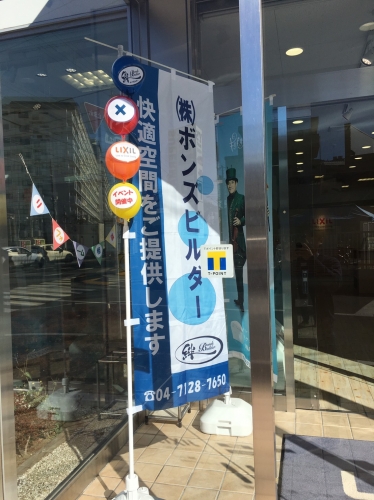 ㈱ボンズビルダー
快適空間をご提供します
☎04-7128-7650
LIXIL
イベント
開催中
T-POINT
LIXIL